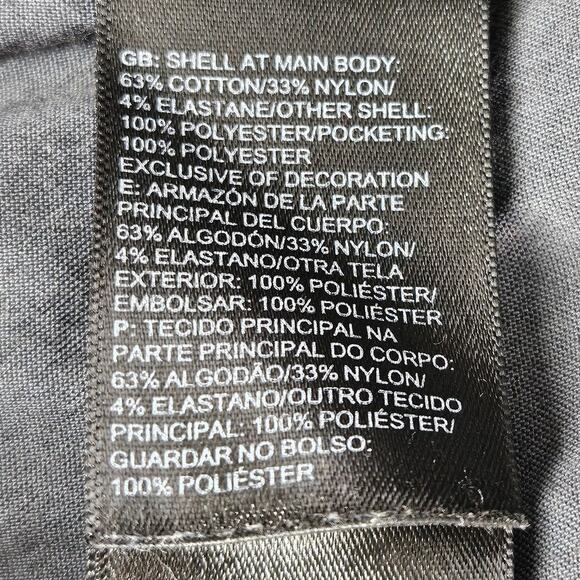 GB: SHELL AT MAIN BODY:
63% COTTON/33% NYLON/
4% ELASTANE/OTHER SHELL:
100% POLYESTER/POCKETING:
100% POLYESTER
EXCLUSIVE OF DECORATION
E: ARMAZÓN DE LA PARTE
PRINCIPAL DEL CUERPO:
63% ALGODÓN/33% NYLON/
4% ELASTANO/OTRA TELA
EXTERIOR: 100% POLIÉSTER/
EMBOLSAR: 100% POLIÉSTER
P: TECIDO PRINCIPAL NA
PARTE PRINCIPAL DO CORPO:
63% ALGODÃO/33% NYLON/
4% ELASTANO/OUTRO TECIDO
PRINCIPAL: 100% POLIÉSTER/
GUARDAR NO BOLSO:
100% POLIÉSTER